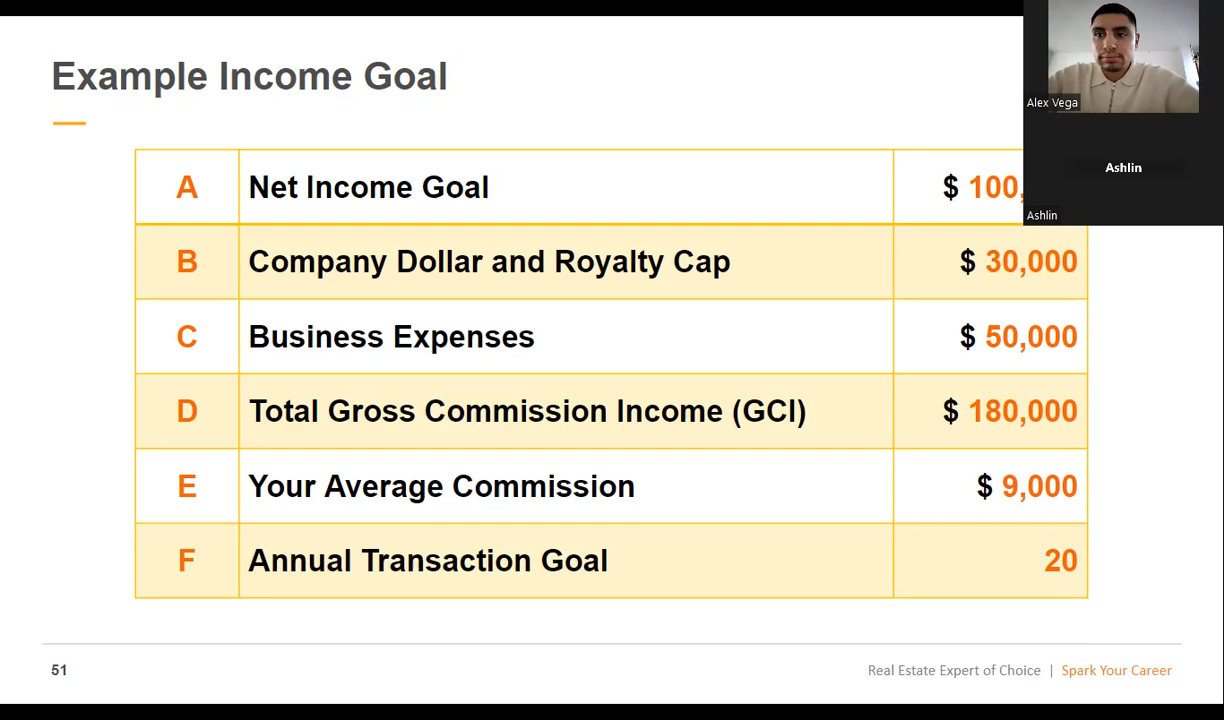 Example Income Goal
Alex Vega
Ashlin
Ashlin
A Net Income Goal $ 100,
B Company Dollar and Royalty Cap $ 30,000
C Business Expenses $ 50,000
D Total Gross Commission Income (GCI) $ 180,000
E Your Average Commission $ 9,000
F Annual Transaction Goal 20
51 Real Estate Expert of Choice | Spark Your Career